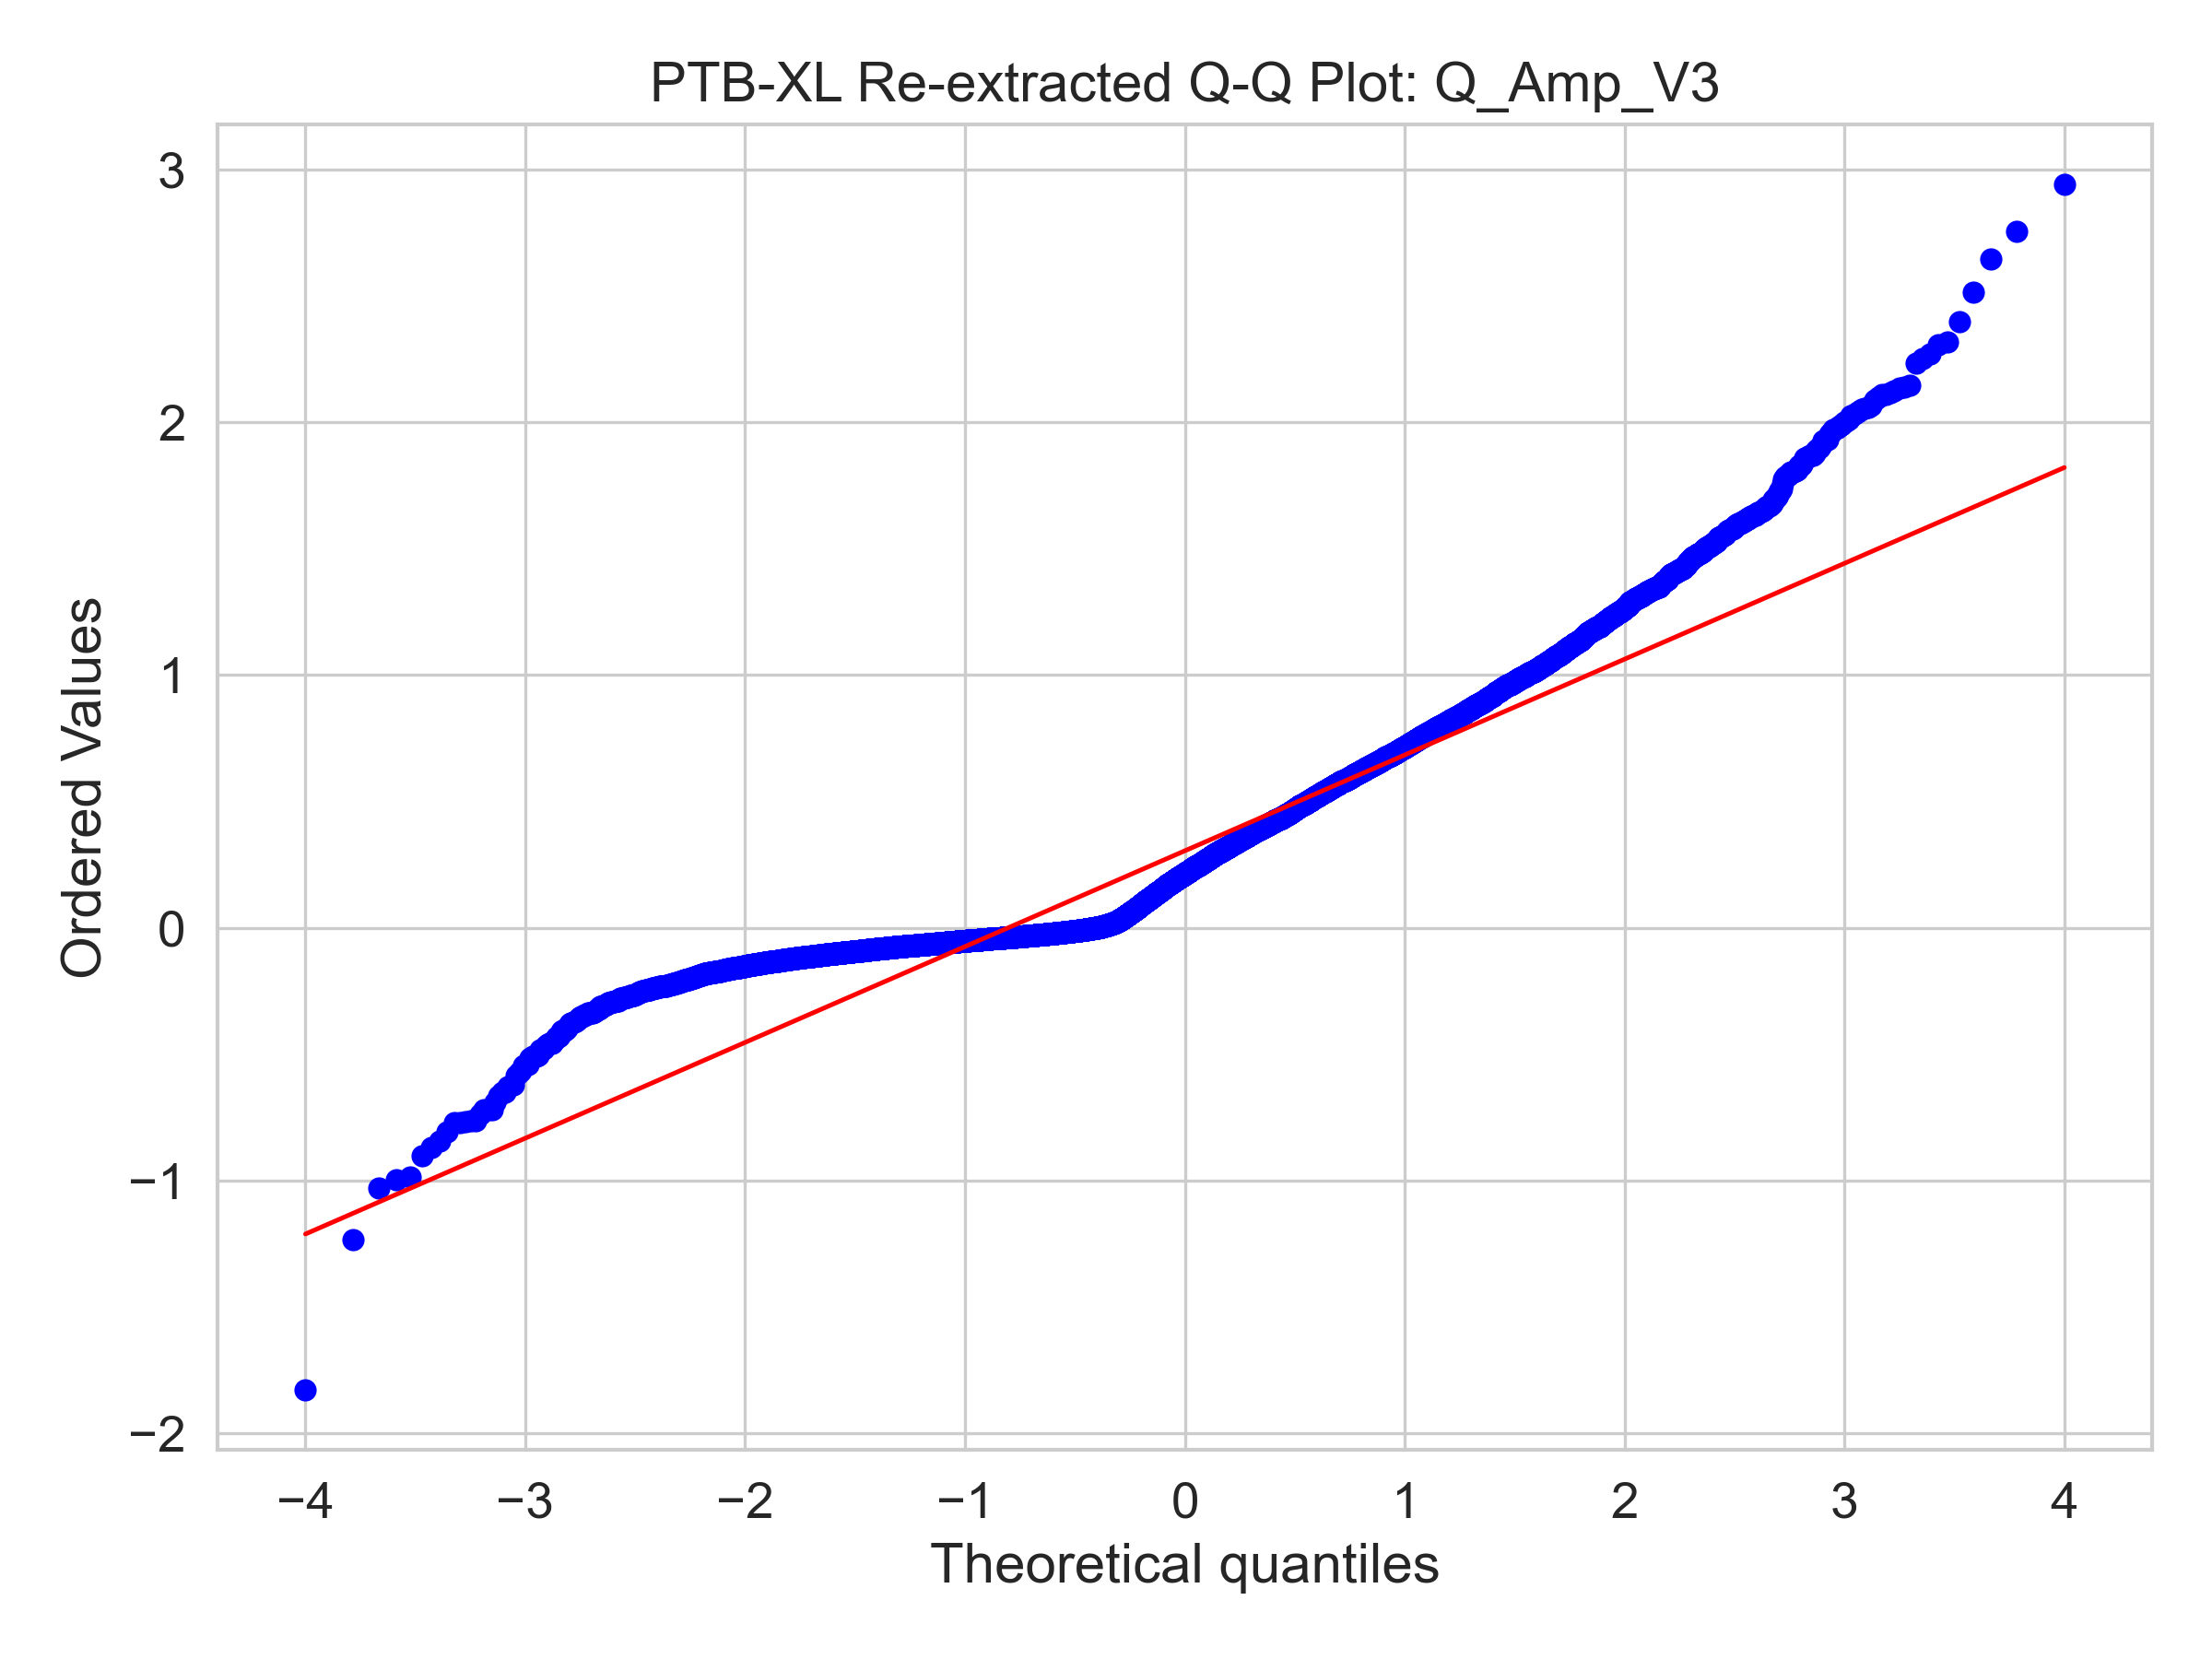 PTB-XL Re-extracted Q-Q Plot: Q_Amp_V3
3
2
1
0
−1
−2
Ordered Values
−4 −3 −2 −1 0 1 2 3 4
Theoretical quantiles